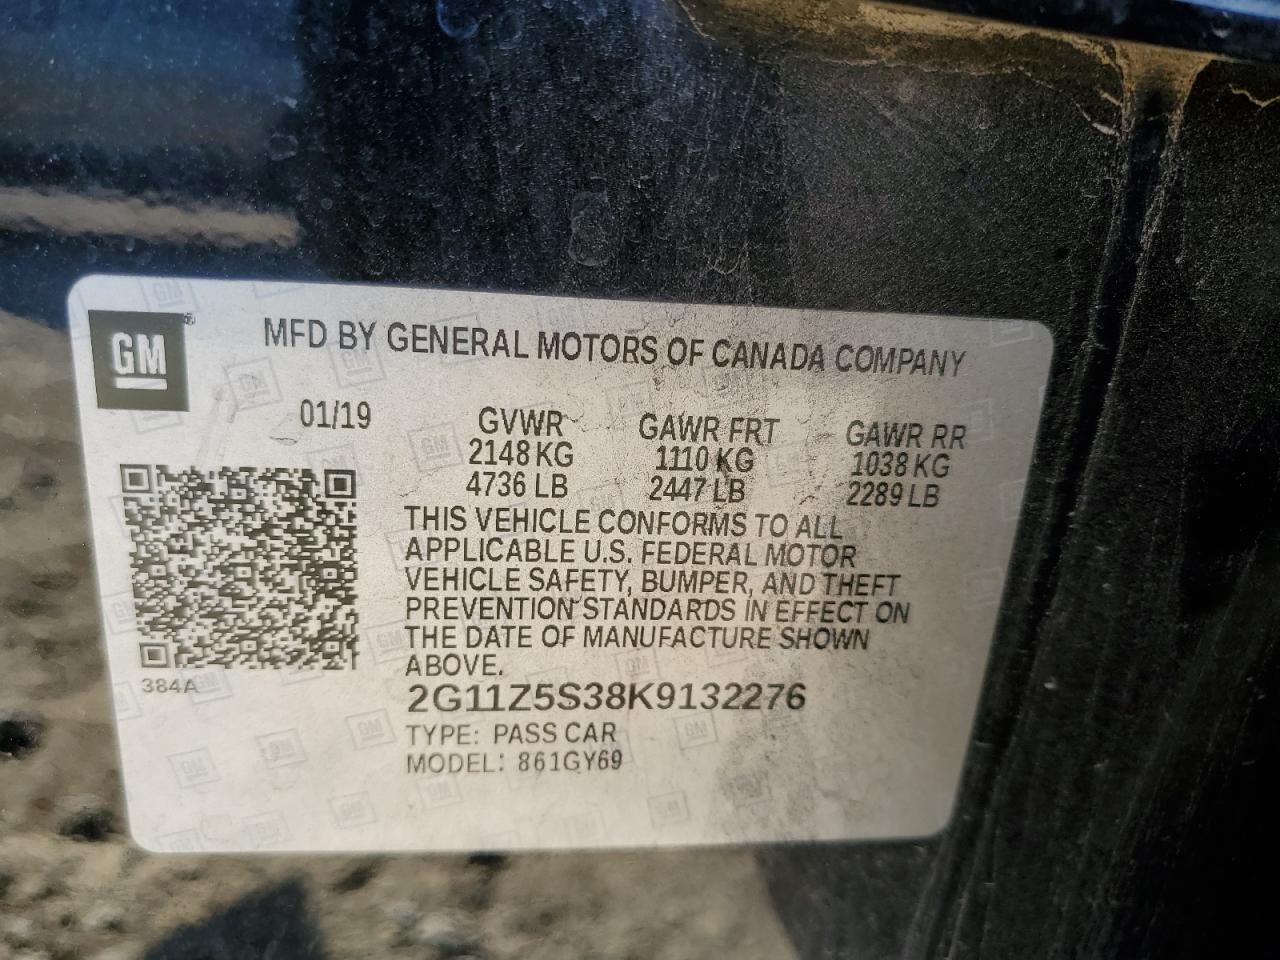 GM
MFD BY GENERAL MOTORS OF CANADA COMPANY
01/19 GVWR GAWR FRT GAWR RR
2148 KG 1110 KG 1038 KG
4736 LB 2447 LB 2289 LB
THIS VEHICLE CONFORMS TO ALL
APPLICABLE U.S. FEDERAL MOTOR
VEHICLE SAFETY, BUMPER, AND THEFT
PREVENTION STANDARDS IN EFFECT ON
THE DATE OF MANUFACTURE SHOWN
ABOVE.
384A
2G11Z5S38K9132276
TYPE: PASS CAR
MODEL: 861GY69